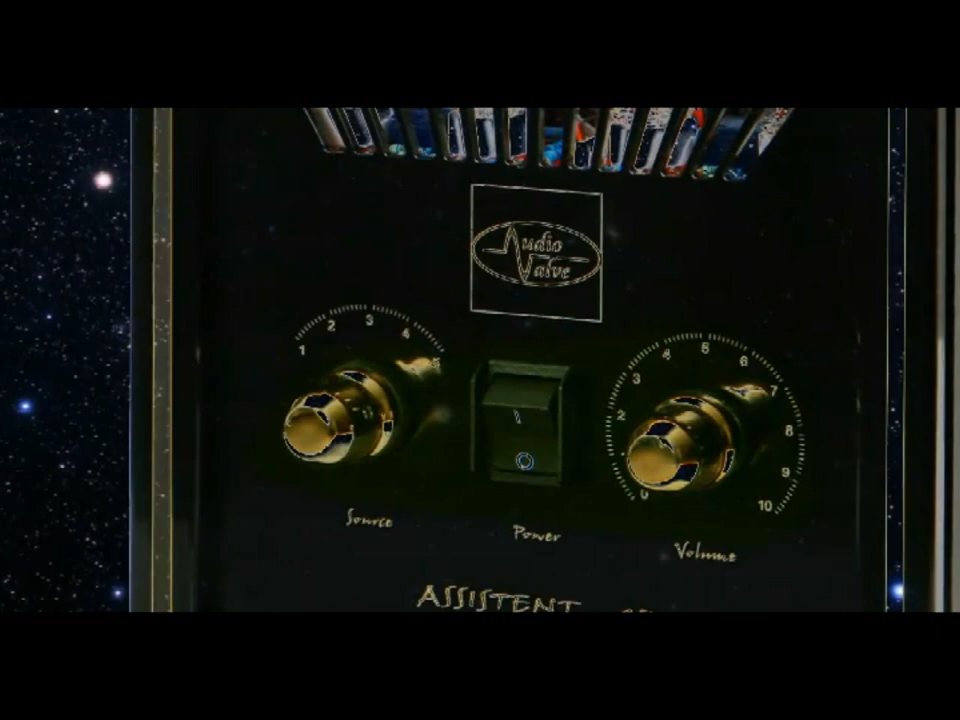 Audio
Valve
1 2 3 4 5
0 2 3 4 5 6 7 8 9 10
I
O
Source Power Volume
ASSISTENT